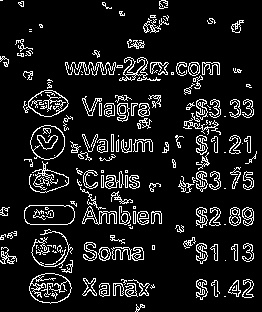 www-22rx.com
Viagra $3.33
Valium $1.21
Cialis $3.75
Ambien $2.89
Soma $1.13
Xanax $1.42